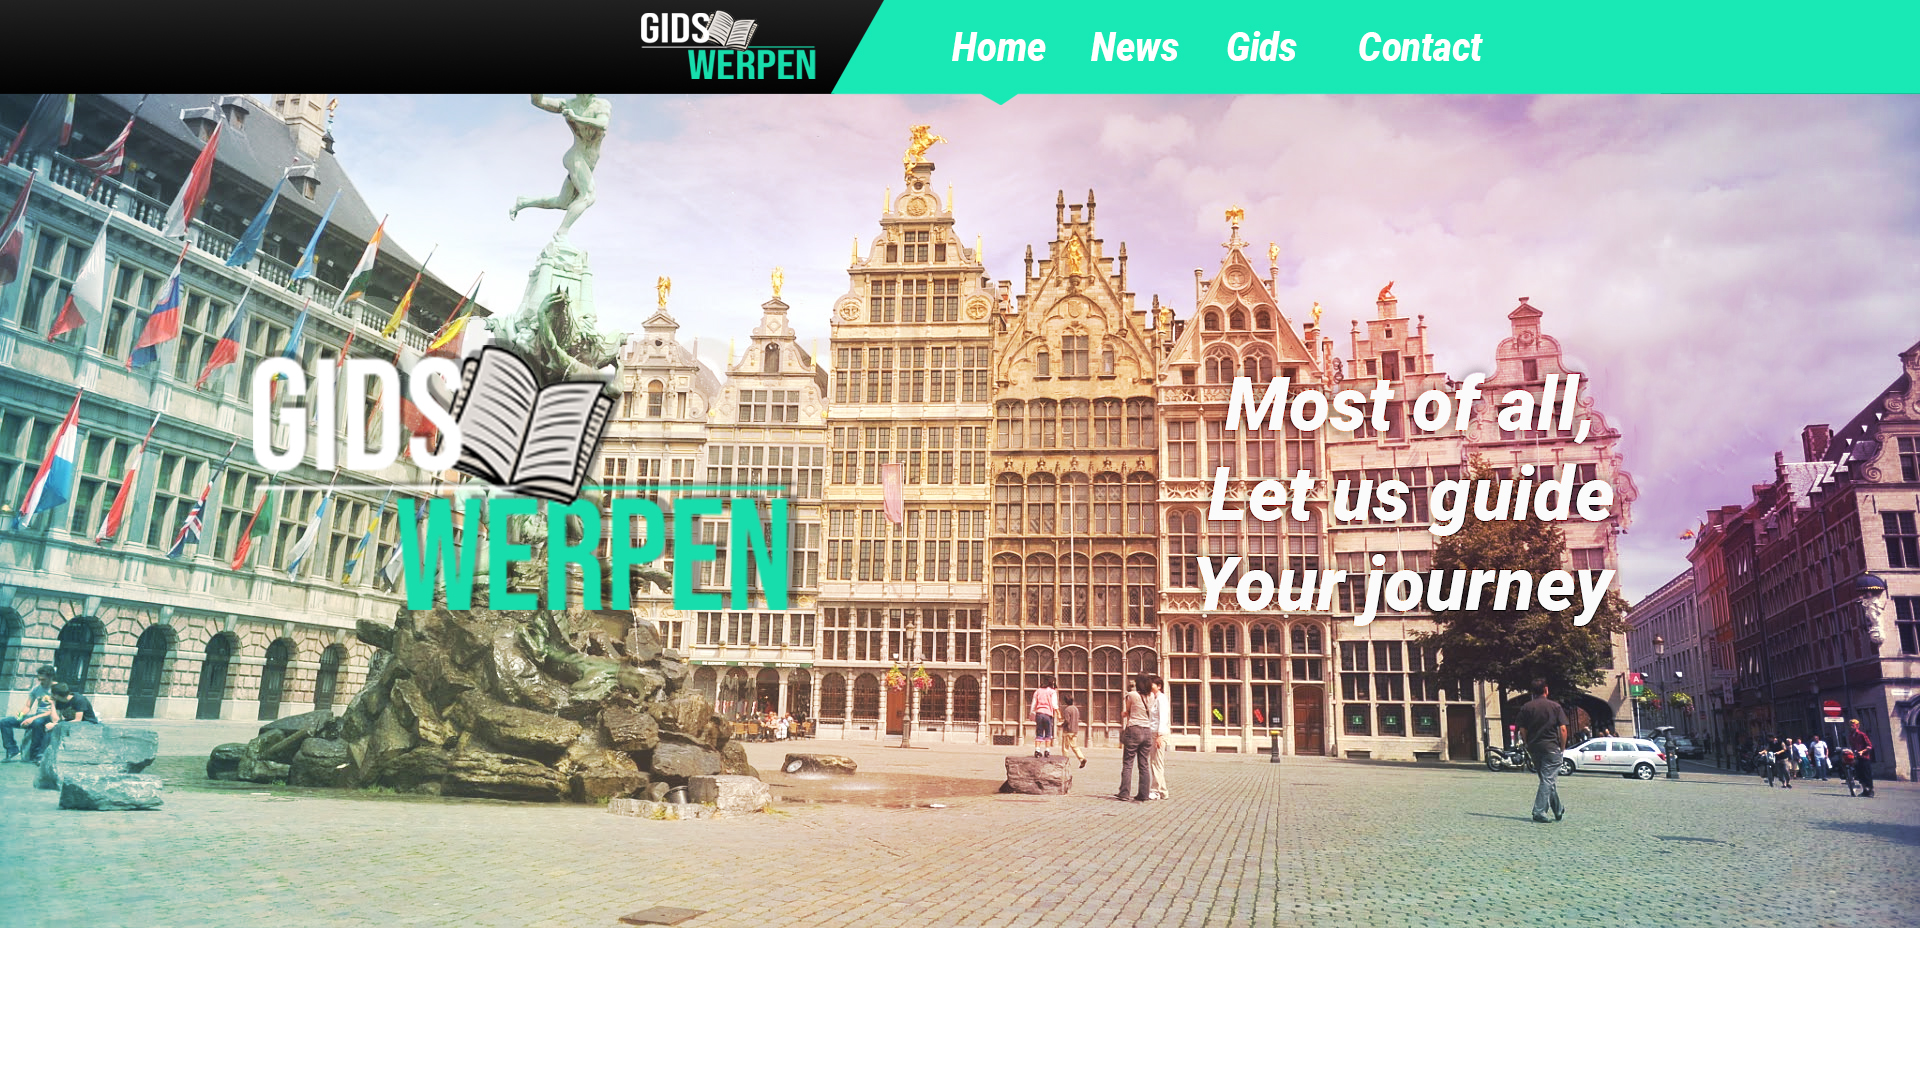 GIDS
WERPEN
Home News Gids Contact
GIDS
WERPEN
Most of all,
Let us guide
Your journey